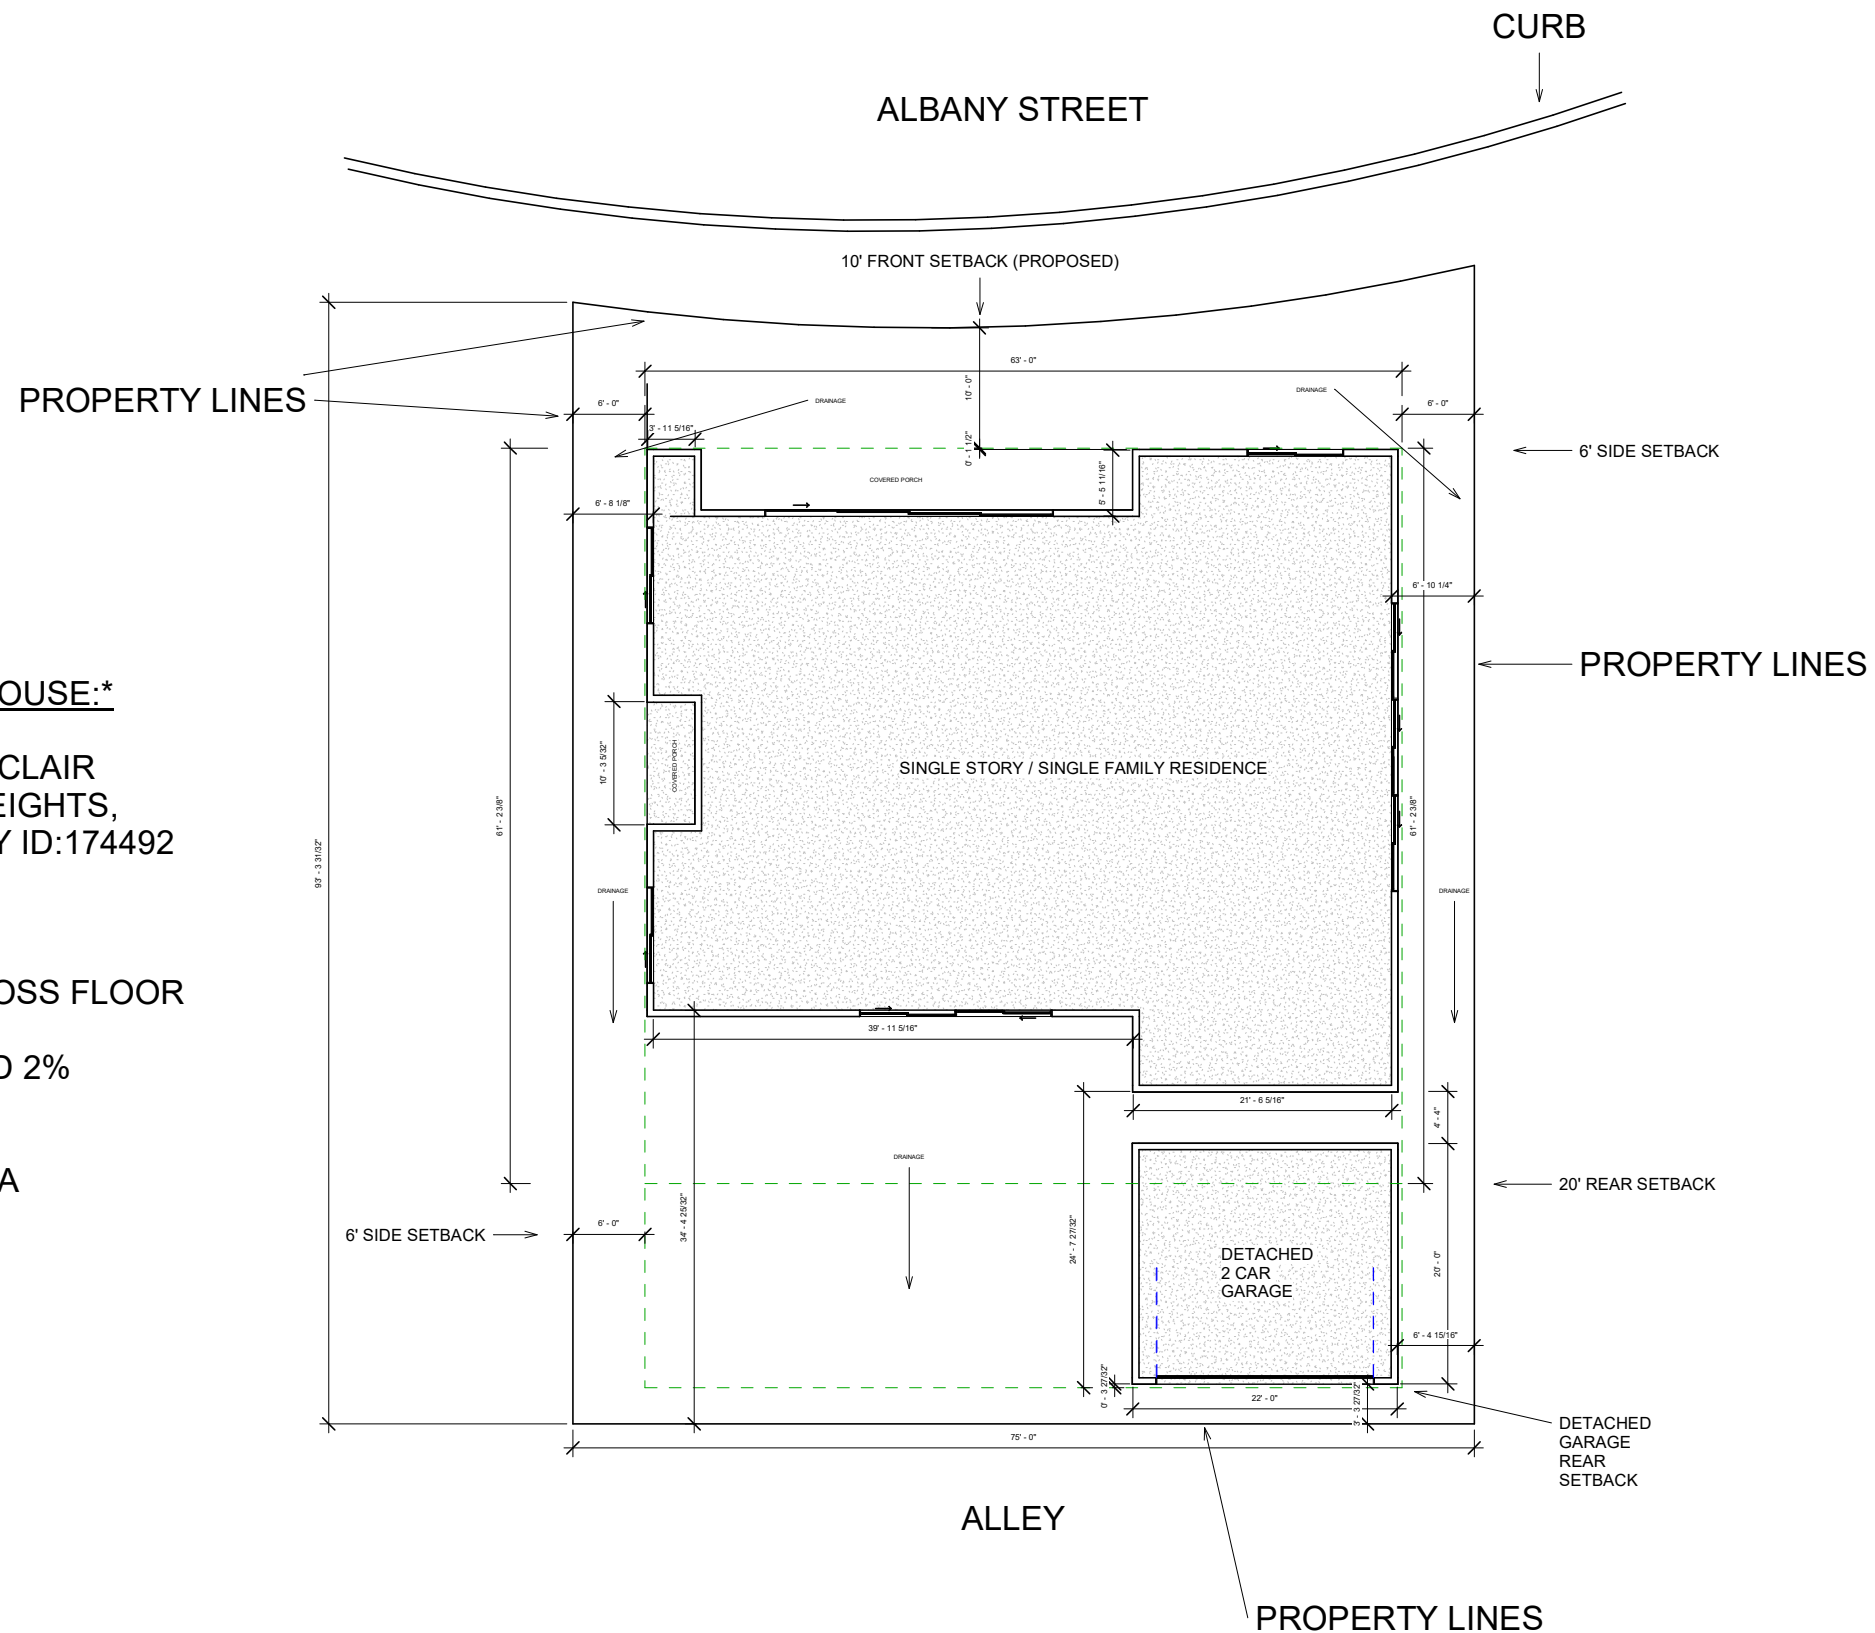 CURB
ALBANY STREET
10' FRONT SETBACK (PROPOSED)
63' - 0"
10' - 0"
DRAINAGE
DRAINAGE
PROPERTY LINES
6' - 0"
6' - 0"
3' - 11 5/16"
0' - 1 1/2"
6' SIDE SETBACK
5' - 5 11/16"
COVERED PORCH
6' - 8 1/8"
6' - 10 1/4"
PROPERTY LINES
OUSE:*
CLAIR
EIGHTS,
Y ID:174492
10' - 3 5/32"
COVERED PORCH
SINGLE STORY / SINGLE FAMILY RESIDENCE
61' - 2 3/8"
61' - 2 3/8"
93' - 3 31/32"
DRAINAGE
DRAINAGE
OSS FLOOR
D 2%
39' - 11 5/16"
21' - 6 5/16"
4' - 4"
DRAINAGE
A
20' REAR SETBACK
34' - 4 25/32"
24' - 7 27/32"
6' SIDE SETBACK
6' - 0"
DETACHED
2 CAR
GARAGE
20' - 0"
6' - 4 15/16"
0' - 3 27/32"
22' - 0"
3' - 3 27/32"
75' - 0"
DETACHED
GARAGE
REAR
SETBACK
ALLEY
PROPERTY LINES